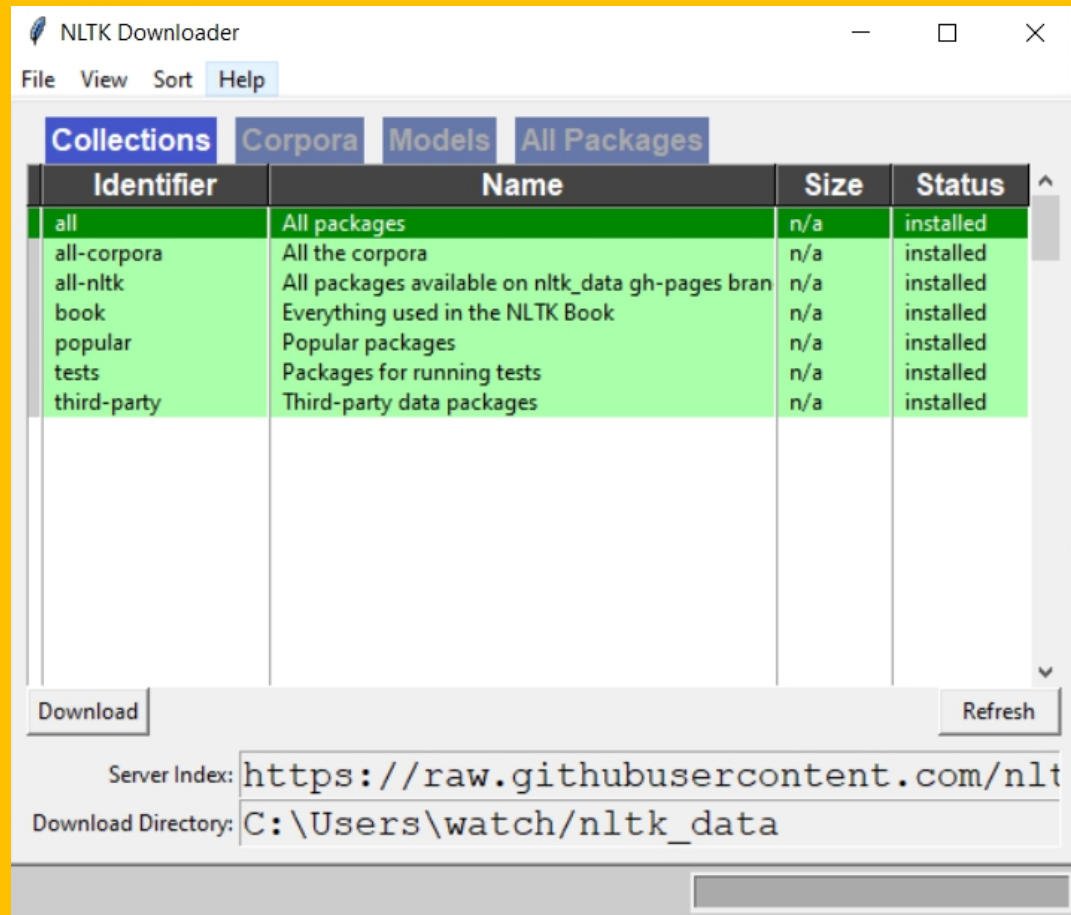 NLTK Downloader
File View Sort Help
Collections Corpora Models All Packages
Identifier Name Size Status
all All packages n/a installed
all-corpora All the corpora n/a installed
all-nltk All packages available on nltk_data gh-pages bran n/a installed
book Everything used in the NLTK Book n/a installed
popular Popular packages n/a installed
tests Packages for running tests n/a installed
third-party Third-party data packages n/a installed
Download Refresh
Server Index: https://raw.githubusercontent.com/nlt
Download Directory: C:\Users\watch/nltk_data